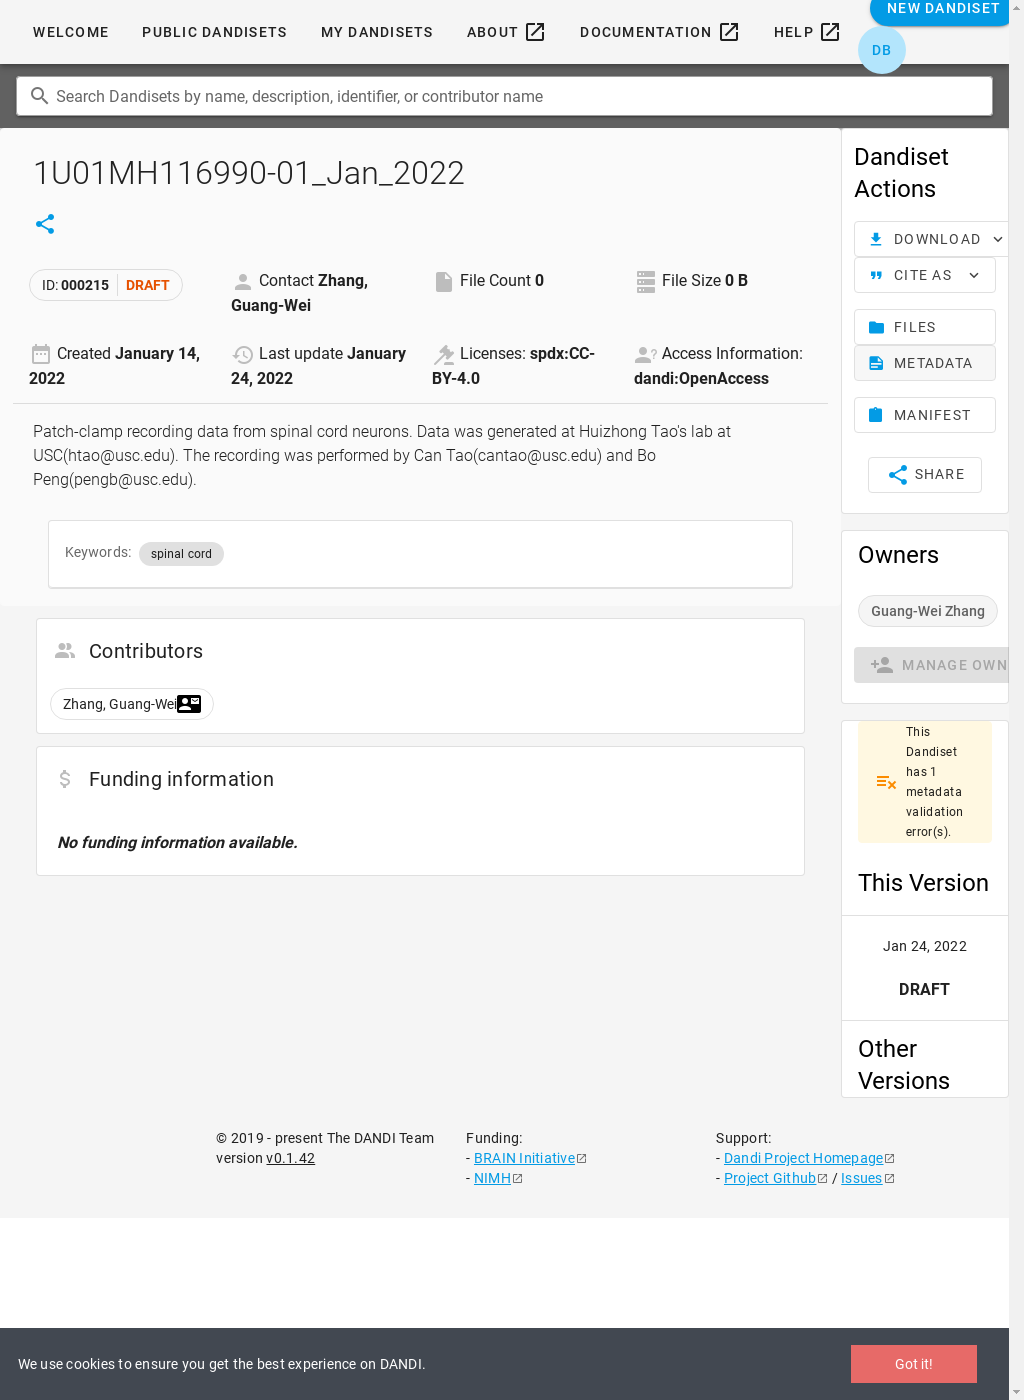 WELCOME PUBLIC DANDISETS MY DANDISETS ABOUT DOCUMENTATION HELP NEW DANDISET
DB
Search Dandisets by name, description, identifier, or contributor name
1U01MH116990-01_Jan_2022
ID: 000215 DRAFT
Contact Zhang,
Guang-Wei
File Count 0
File Size 0 B
Created January 14,
2022
Last update January
24, 2022
Licenses: spdx:CC-
BY-4.0
Access Information:
dandi:OpenAccess
Patch-clamp recording data from spinal cord neurons. Data was generated at Huizhong Tao's lab at
USC(htao@usc.edu). The recording was performed by Can Tao(cantao@usc.edu) and Bo
Peng(pengb@usc.edu).
Keywords: spinal cord
Contributors
Zhang, Guang-Wei
Funding information
No funding information available.
Dandiset
Actions
DOWNLOAD
CITE AS
FILES
METADATA
MANIFEST
SHARE
Owners
Guang-Wei Zhang
MANAGE OWN
This
Dandiset
has 1
metadata
validation
error(s).
This Version
Jan 24, 2022
DRAFT
Other
Versions
© 2019 - present The DANDI Team
version v0.1.42
Funding:
- BRAIN Initiative
- NIMH
Support:
- Dandi Project Homepage
- Project Github / Issues
We use cookies to ensure you get the best experience on DANDI.
Got it!